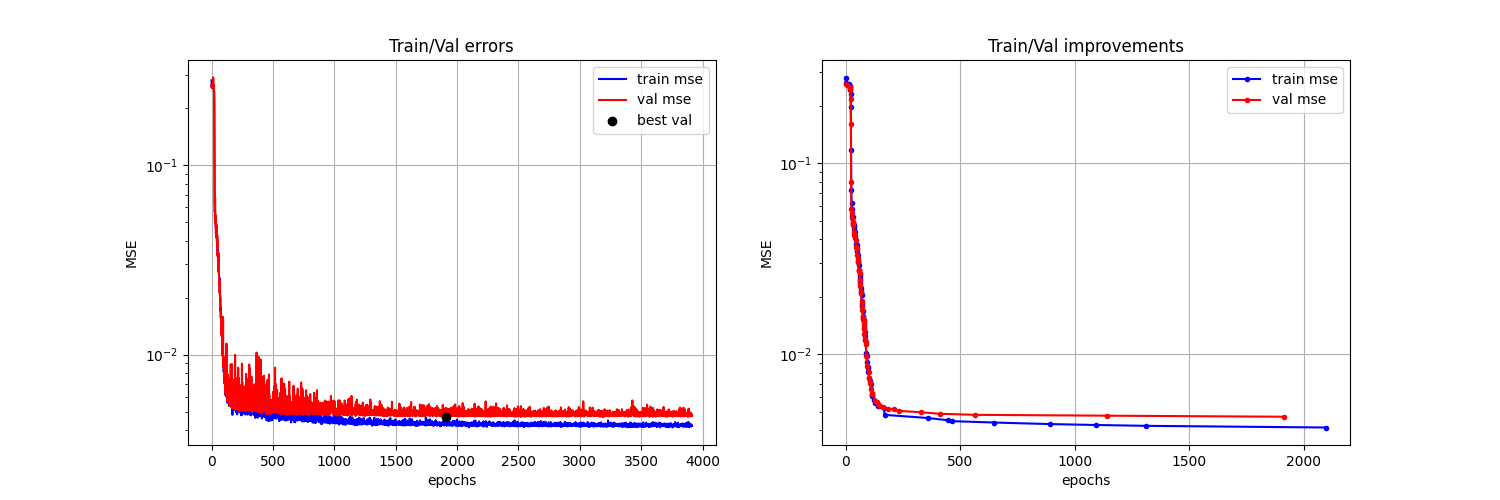 Train/Val errors
train mse
val mse
best val
10⁻¹
10⁻²
MSE
0 500 1000 1500 2000 2500 3000 3500 4000
epochs
Train/Val improvements
train mse
val mse
10⁻¹
10⁻²
MSE
0 500 1000 1500 2000
epochs